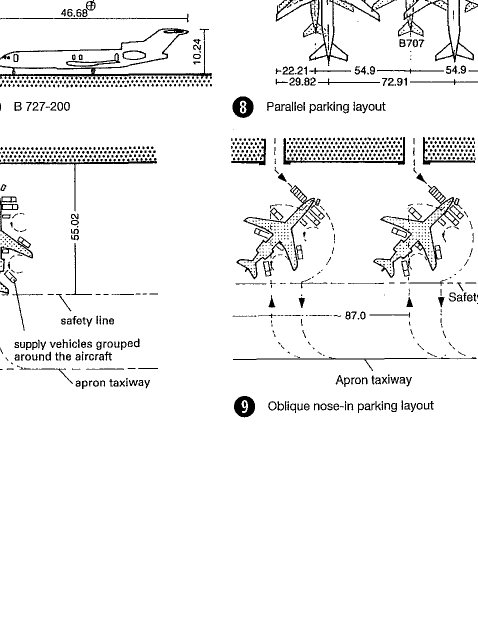 46.68
10.24
B 727-200
B707
22.21
54.9
54.9
29.82
72.91
8 Parallel parking layout
55.02
safety line
supply vehicles grouped
around the aircraft
apron taxiway
Safety
87.0
Apron taxiway
9 Oblique nose-in parking layout